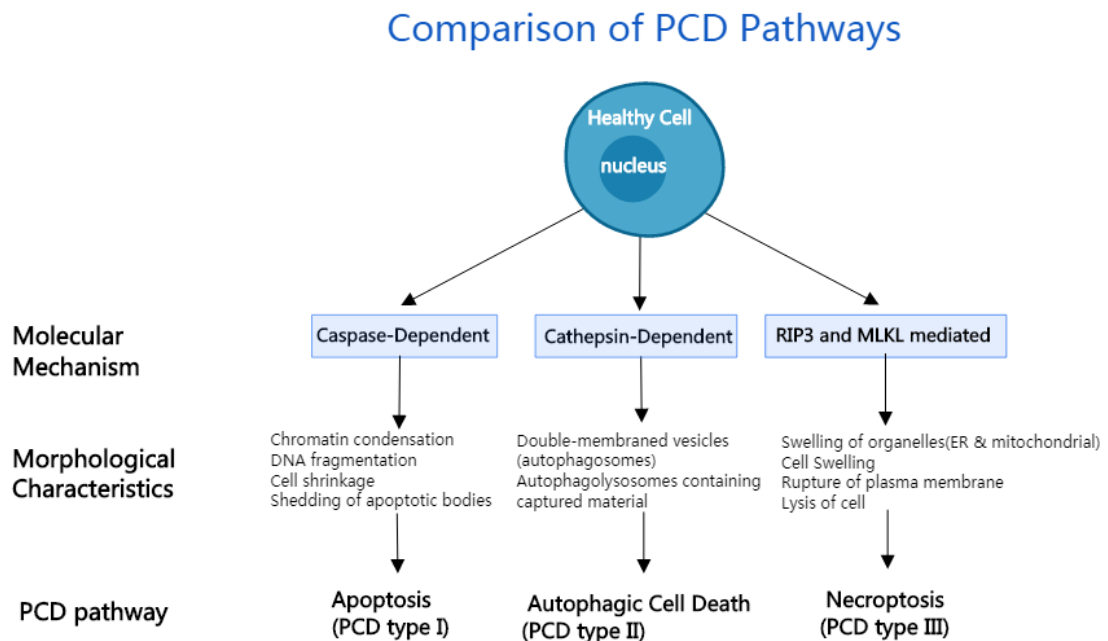 Comparison of PCD Pathways
Healthy Cell
nucleus
Molecular
Mechanism
Caspase-Dependent
Cathepsin-Dependent
RIP3 and MLKL mediated
Morphological
Characteristics
Chromatin condensation
DNA fragmentation
Cell shrinkage
Shedding of apoptotic bodies
Double-membraned vesicles
(autophagosomes)
Autophagolysosomes containing
captured material
Swelling of organelles(ER & mitochondrial)
Cell Swelling
Rupture of plasma membrane
Lysis of cell
PCD pathway
Apoptosis
(PCD type I)
Autophagic Cell Death
(PCD type II)
Necroptosis
(PCD type III)